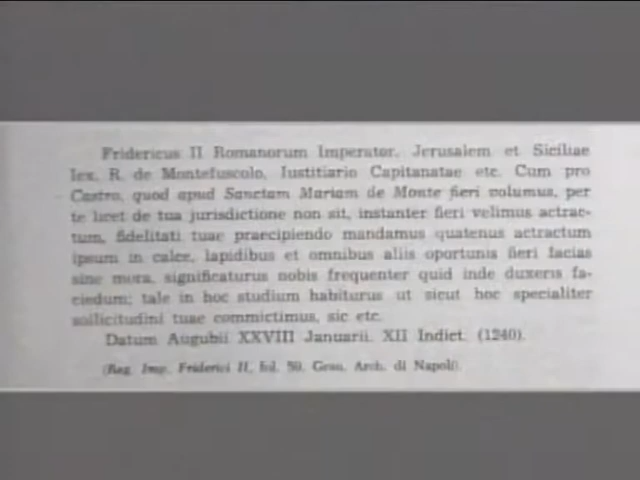 Fridericus II Romanorum Imperator, Jerusalem et Siciliae
R. de Montefuscolo, Iustitiario Capitanatae etc. Cum pro
Castro, quod apud Sanctam Mariam de Monte fieri volumus, per
te licet de tua jurisdictione non sit, instanter fieri velimus actrac-
tum, fidelitati tuae praecipiendo mandamus quatenus actractum
ipsum in calce, lapidibus et omnibus aliis oportunis fieri facias
sine mora, significaturus nobis frequenter quid inde duxeris fa-
ciedum; tale in hoc studium habiturus ut sicut hoc specialiter
sollicitudini tuae commictimus, sic etc.
Datum Augubii XXVIII Januarii, XII Indict. (1240).
(Reg. Imp. Friderici II, fol. 50, Arch. di Napoli).